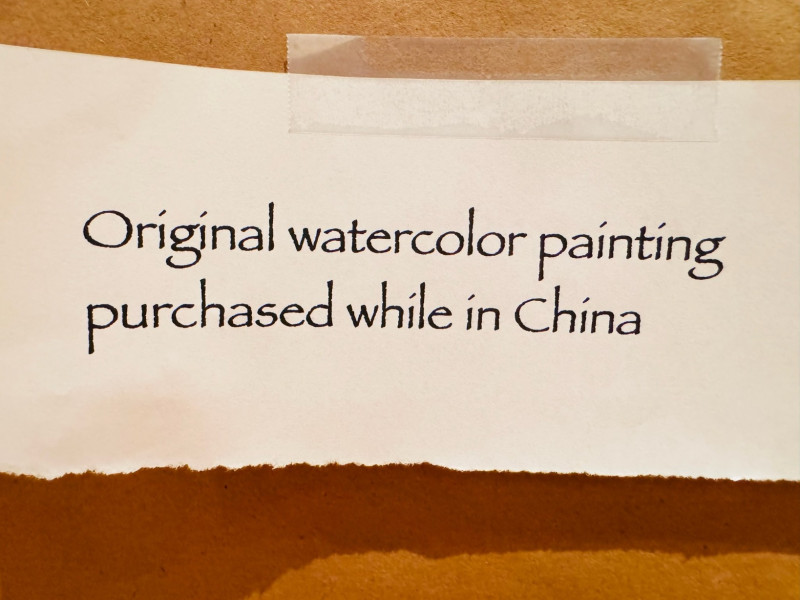 Original watercolor painting
purchased while in China